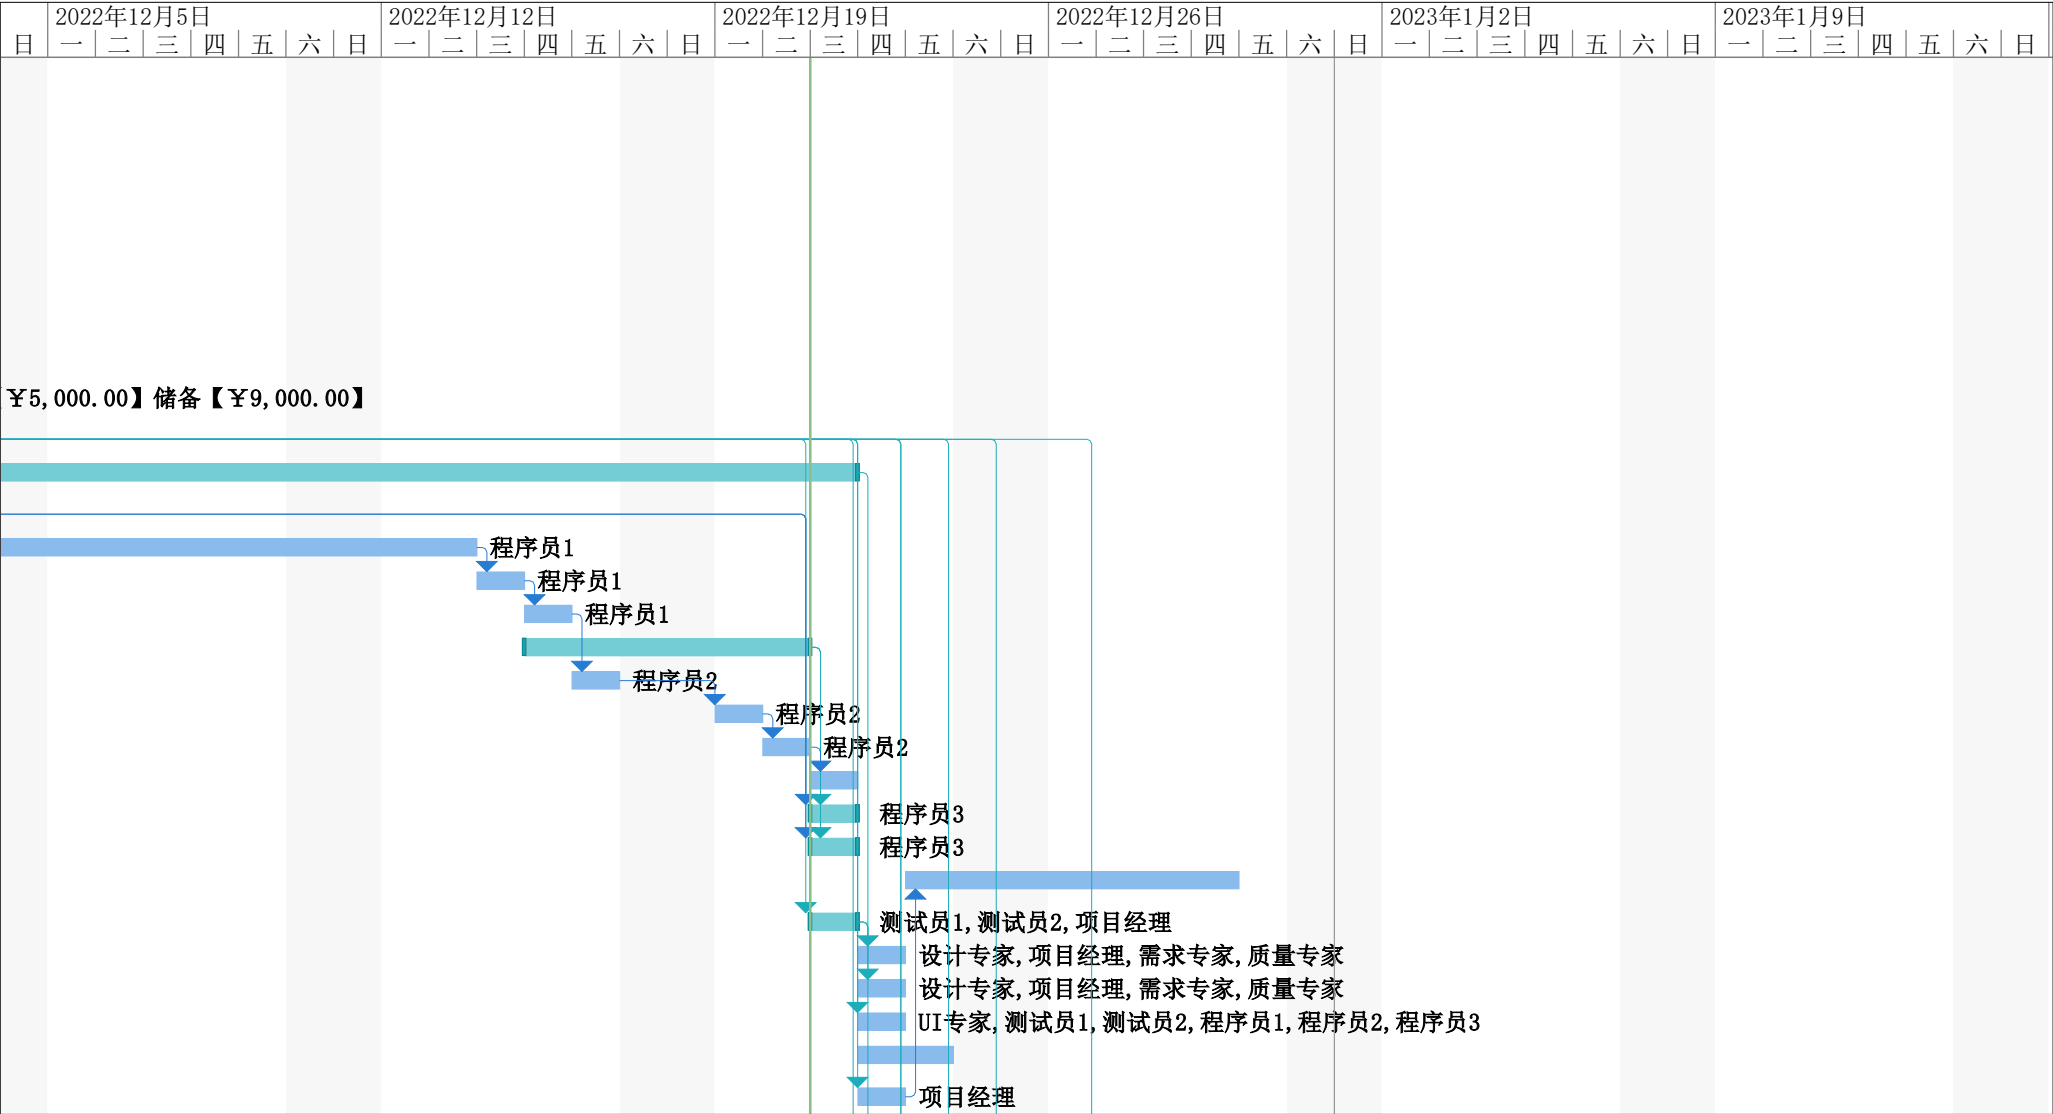 2022年12月5日 2022年12月12日 2022年12月19日 2022年12月26日 2023年1月2日 2023年1月9日
日 一 二 三 四 五 六 日 一 二 三 四 五 六 日 一 二 三 四 五 六 日 一 二 三 四 五 六 日 一 二 三 四 五 六 日 一 二 三 四 五 六 日
¥5,000.00】储备【¥9,000.00】
程序员1
程序员1
程序员1
程序员2
程序员2
程序员2
程序员3
程序员3
测试员1,测试员2,项目经理
设计专家,项目经理,需求专家,质量专家
设计专家,项目经理,需求专家,质量专家
UI专家,测试员1,测试员2,程序员1,程序员2,程序员3
项目经理